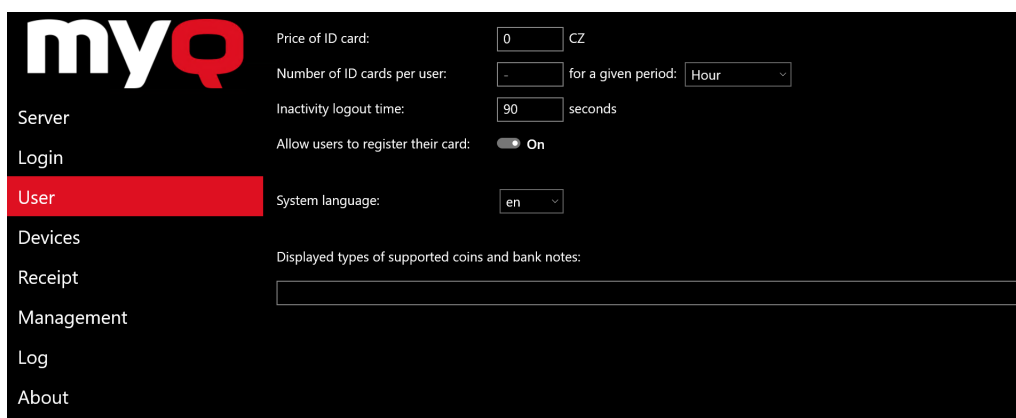 myQ
Server
Login
User
Devices
Receipt
Management
Log
About
Price of ID card: 0 CZ
Number of ID cards per user: - for a given period: Hour
Inactivity logout time: 90 seconds
Allow users to register their card: On
System language: en
Displayed types of supported coins and bank notes: